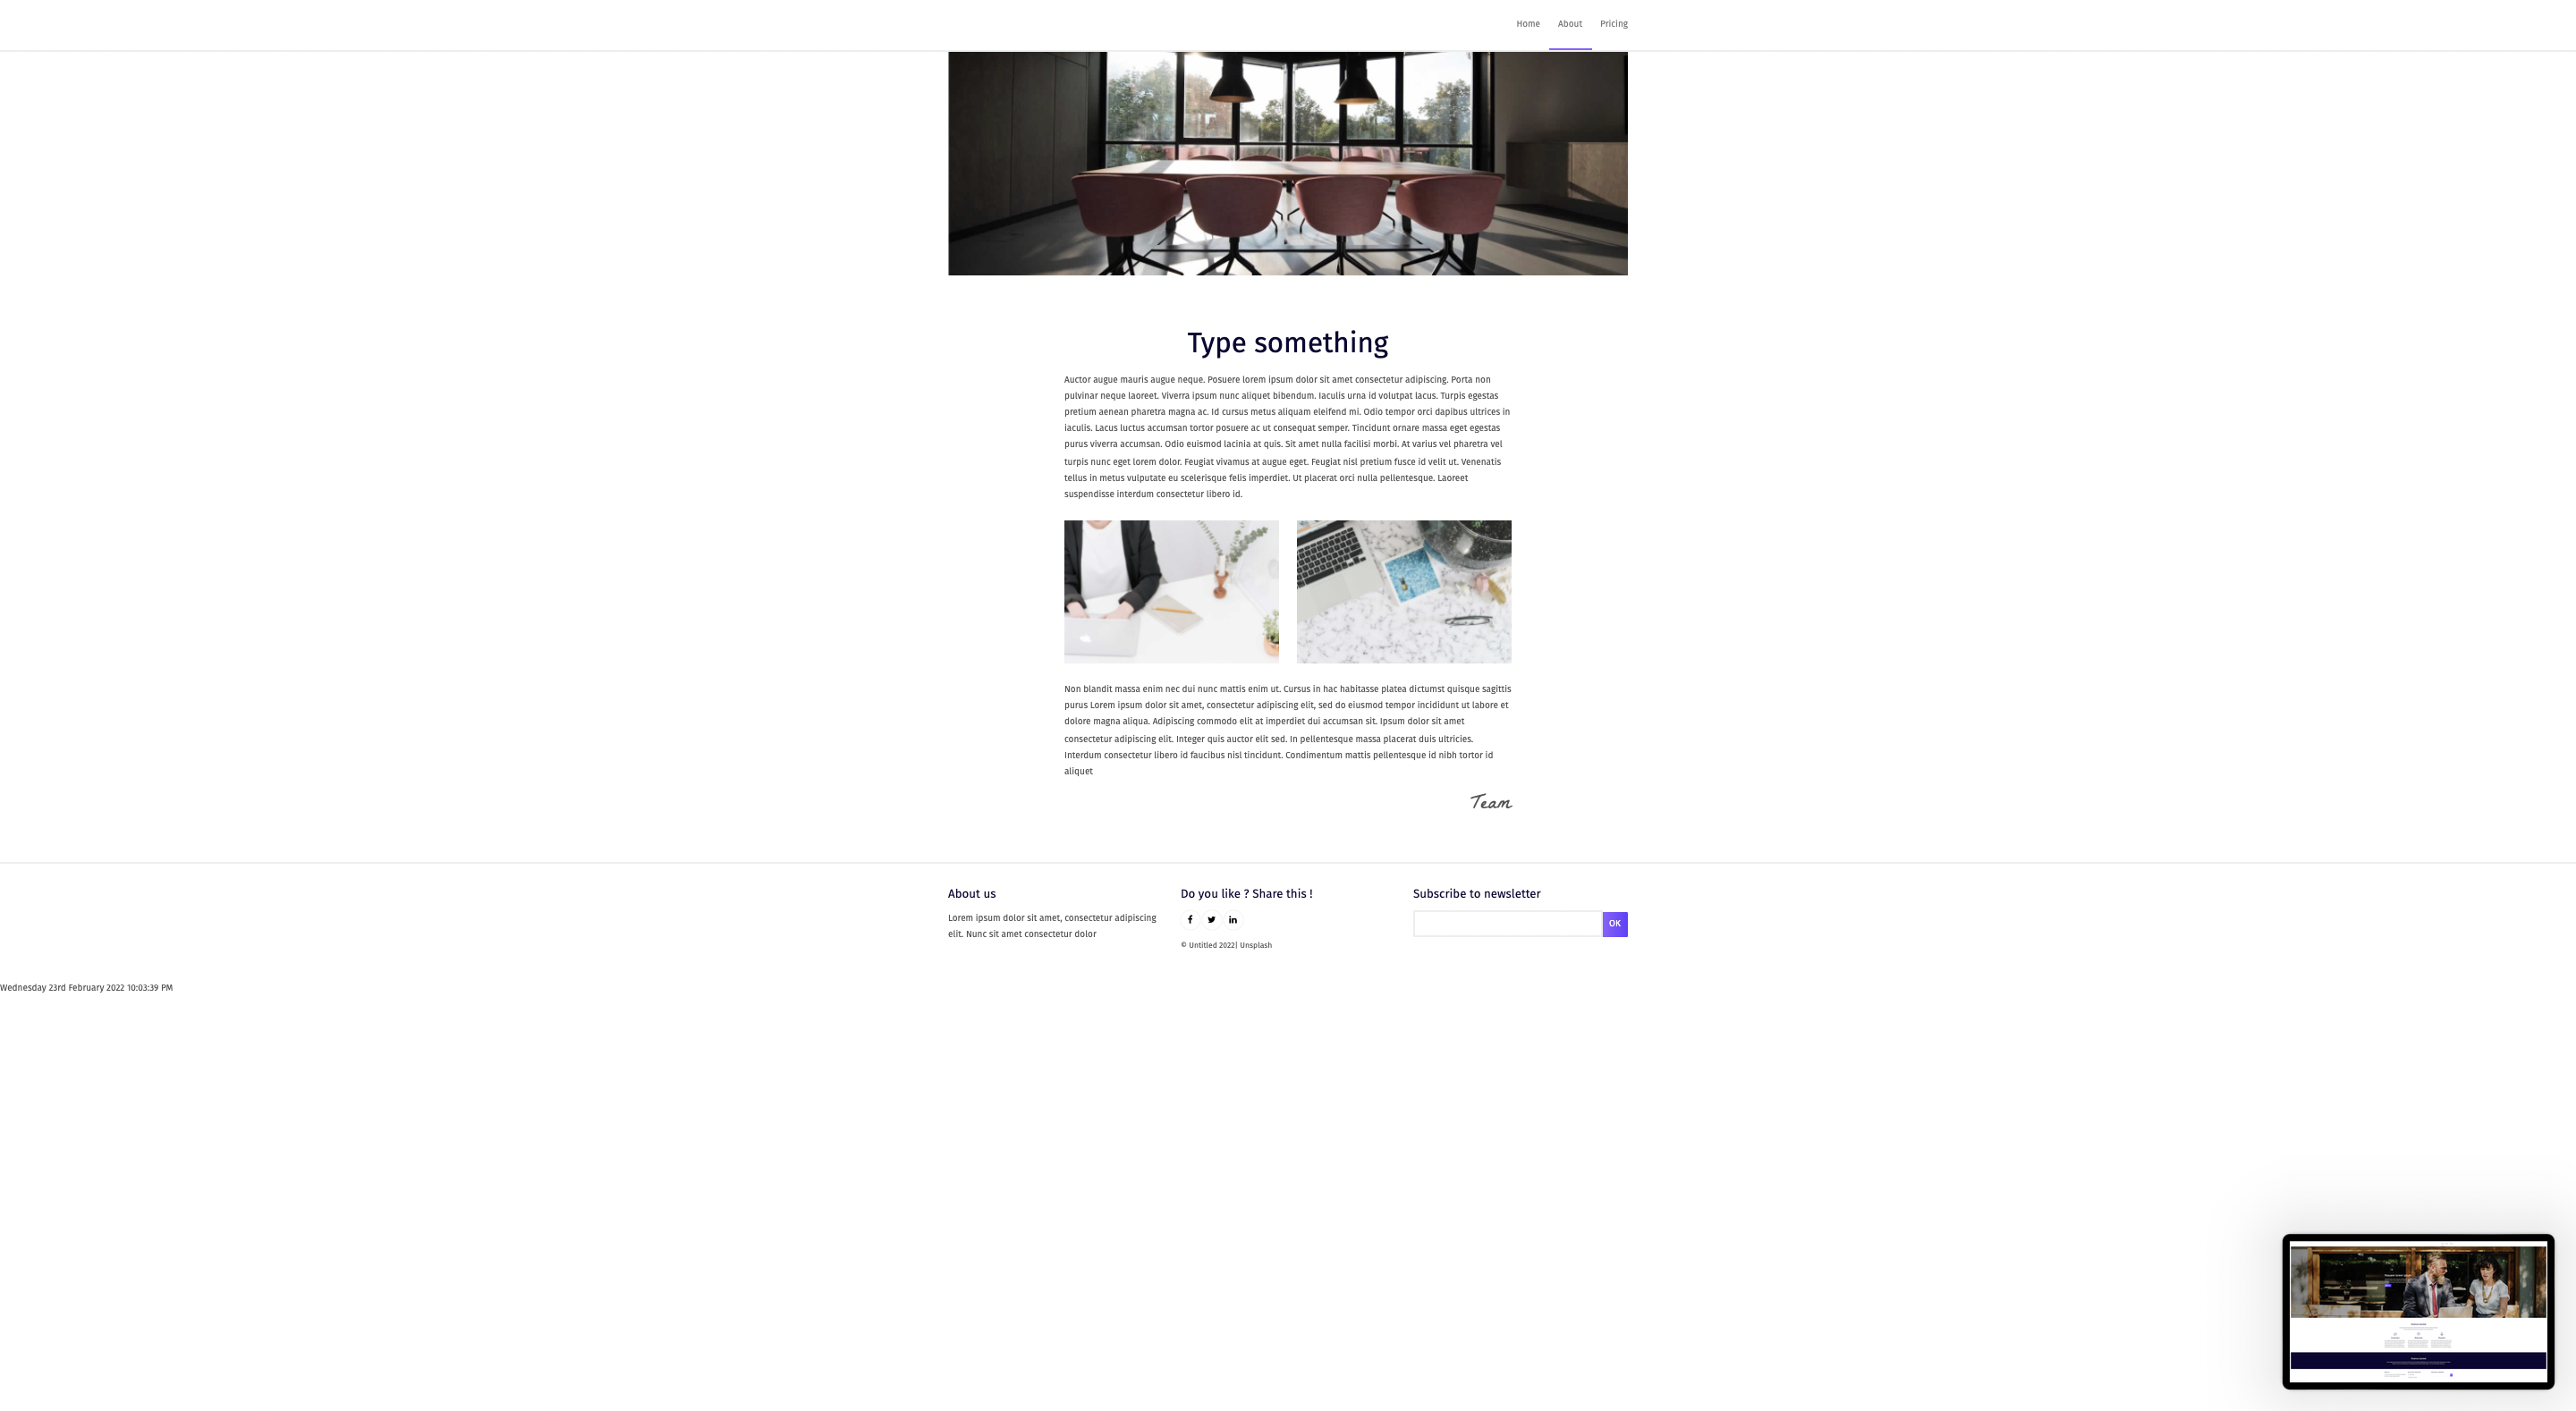 Home About Pricing
Type something
Auctor augue mauris augue neque. Posuere lorem ipsum dolor sit amet consectetur adipiscing. Porta non
pulvinar neque laoreet. Viverra ipsum nunc aliquet bibendum. Iaculis urna id volutpat lacus. Turpis egestas
pretium aenean pharetra magna ac. Id cursus metus aliquam eleifend mi. Odio tempor orci dapibus ultrices in
iaculis. Lacus luctus accumsan tortor posuere ac ut consequat semper. Tincidunt ornare massa eget egestas
purus viverra accumsan. Odio euismod lacinia at quis. Sit amet nulla facilisi morbi. At varius vel pharetra vel
turpis nunc eget lorem dolor. Feugiat vivamus at augue eget. Feugiat nisl pretium fusce id velit ut. Venenatis
tellus in metus vulputate eu scelerisque felis imperdiet. Ut placerat orci nulla pellentesque. Laoreet
suspendisse interdum consectetur libero id.
Non blandit massa enim nec dui nunc mattis enim ut. Cursus in hac habitasse platea dictumst quisque sagittis
purus Lorem ipsum dolor sit amet, consectetur adipiscing elit, sed do eiusmod tempor incididunt ut labore et
dolore magna aliqua. Adipiscing commodo elit at imperdiet dui accumsan sit. Ipsum dolor sit amet
consectetur adipiscing elit. Integer quis auctor elit sed. In pellentesque massa placerat duis ultricies.
Interdum consectetur libero id faucibus nisl tincidunt. Condimentum mattis pellentesque id nibh tortor id
aliquet
Team
About us
Lorem ipsum dolor sit amet, consectetur adipiscing
elit. Nunc sit amet consectetur dolor
Do you like ? Share this !
© Untitled 2022| Unsplash
Subscribe to newsletter
OK
Wednesday 23rd February 2022 10:03:39 PM